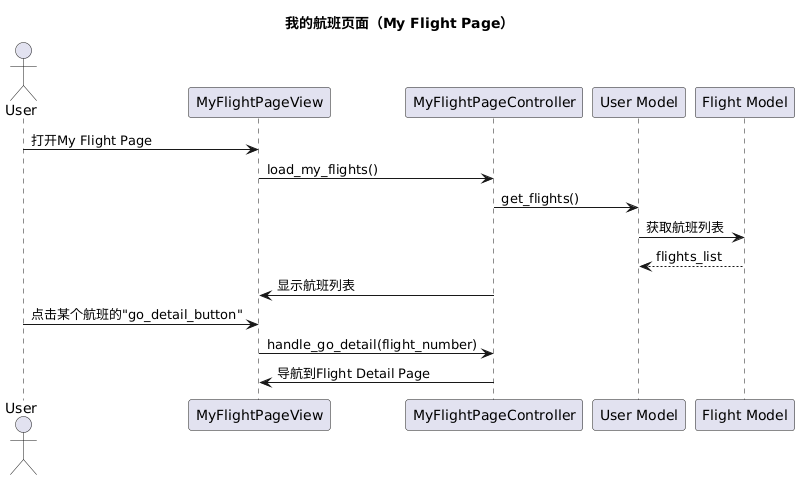 我的航班页面（My Flight Page）
User
MyFlightPageView
MyFlightPageController
User Model
Flight Model
打开My Flight Page
load_my_flights()
get_flights()
获取航班列表
flights_list
显示航班列表
点击某个航班的"go_detail_button"
handle_go_detail(flight_number)
导航到Flight Detail Page
User
MyFlightPageView
MyFlightPageController
User Model
Flight Model